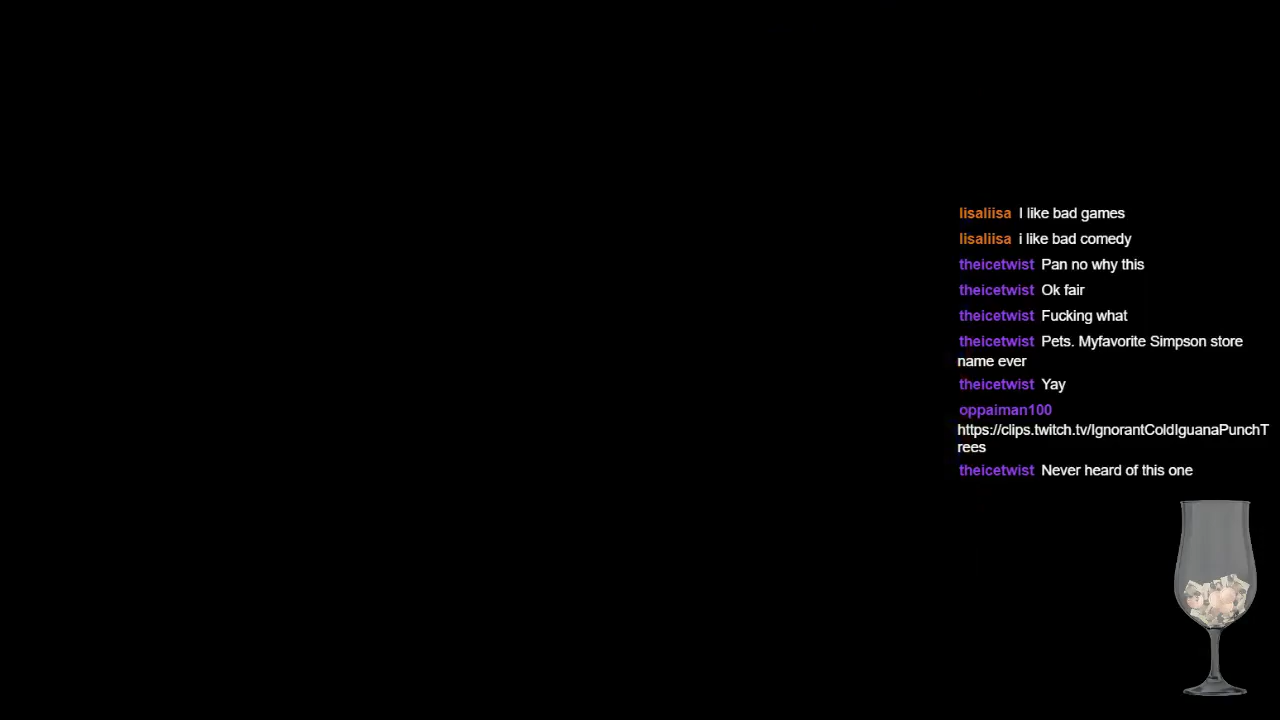 lisaliisa I like bad games
lisaliisa i like bad comedy
theicetwist Pan no why this
theicetwist Ok fair
theicetwist Fucking what
theicetwist Pets. Myfavorite Simpson store
name ever
theicetwist Yay
oppaiman100
https://clips.twitch.tv/IgnorantColdIguanaPunchT
rees
theicetwist Never heard of this one